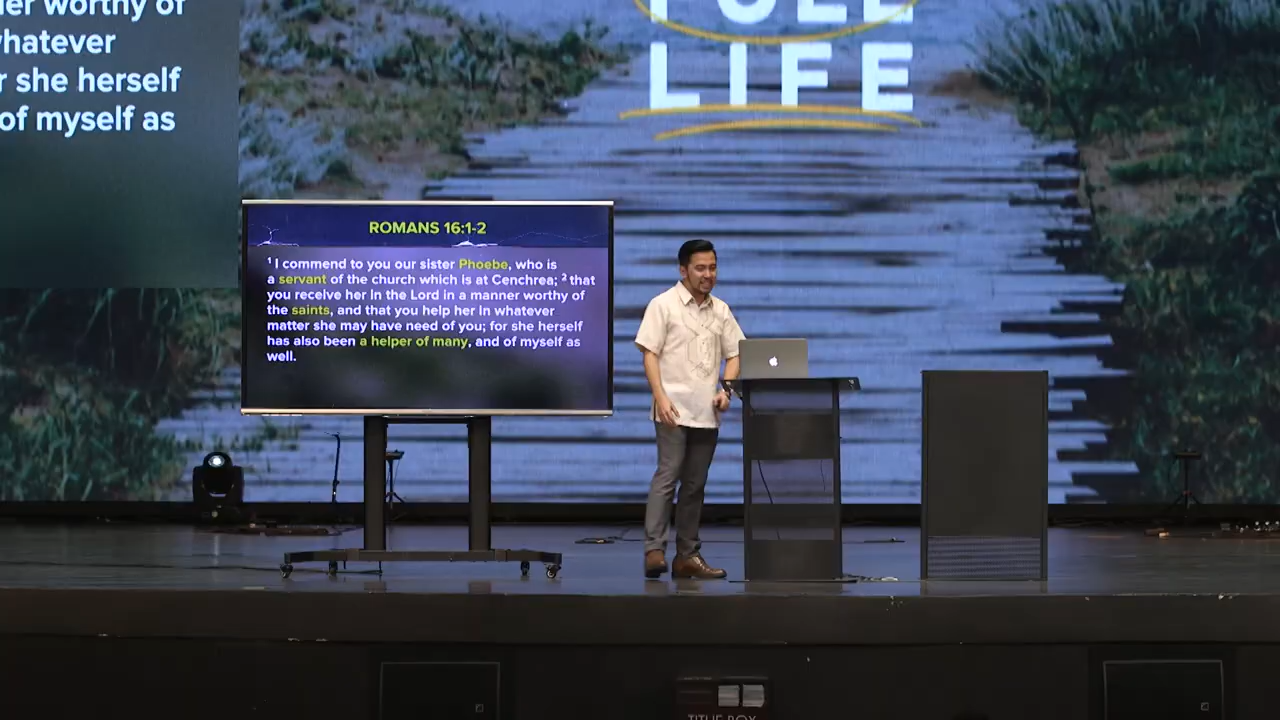 worthy of
whatever
she herself
of myself as
FULL
LIFE
ROMANS 16:1-2
¹ I commend to you our sister Phoebe, who is
a servant of the church which is at Cenchrea; ² that
you receive her in the Lord in a manner worthy of
the saints, and that you help her in whatever
matter she may have need of you; for she herself
has also been a helper of many, and of myself as
well.
TITHE BOX